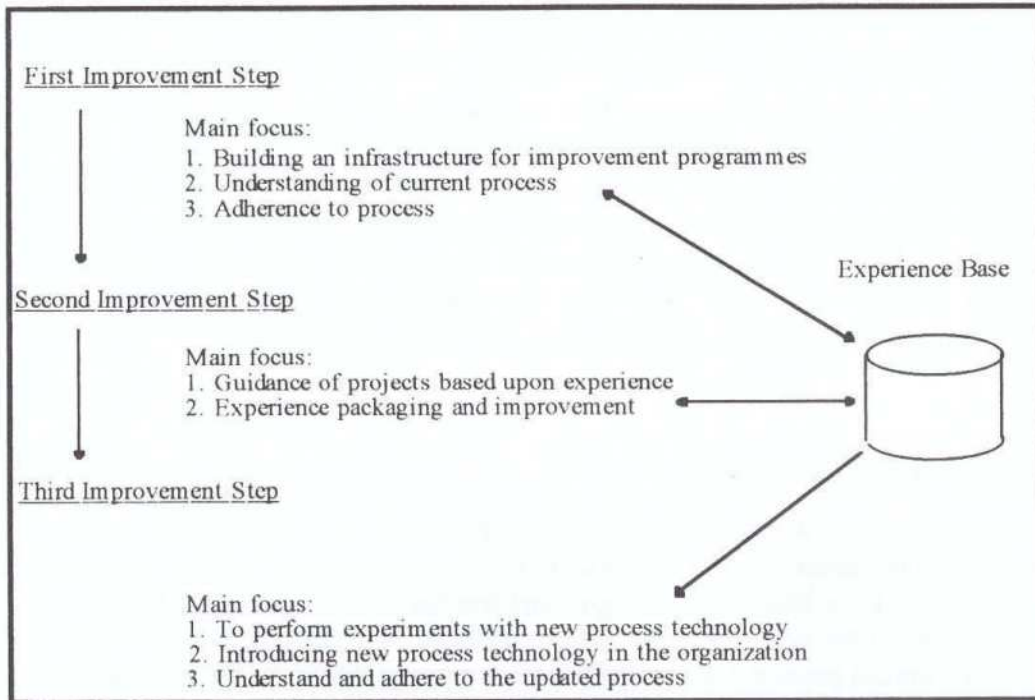 First Improvement Step
Main focus:
1. Building an infrastructure for improvement programmes
2. Understanding of current process
3. Adherence to process
Experience Base
Second Improvement Step
Main focus:
1. Guidance of projects based upon experience
2. Experience packaging and improvement
Third Improvement Step
Main focus:
1. To perform experiments with new process technology
2. Introducing new process technology in the organization
3. Understand and adhere to the updated process